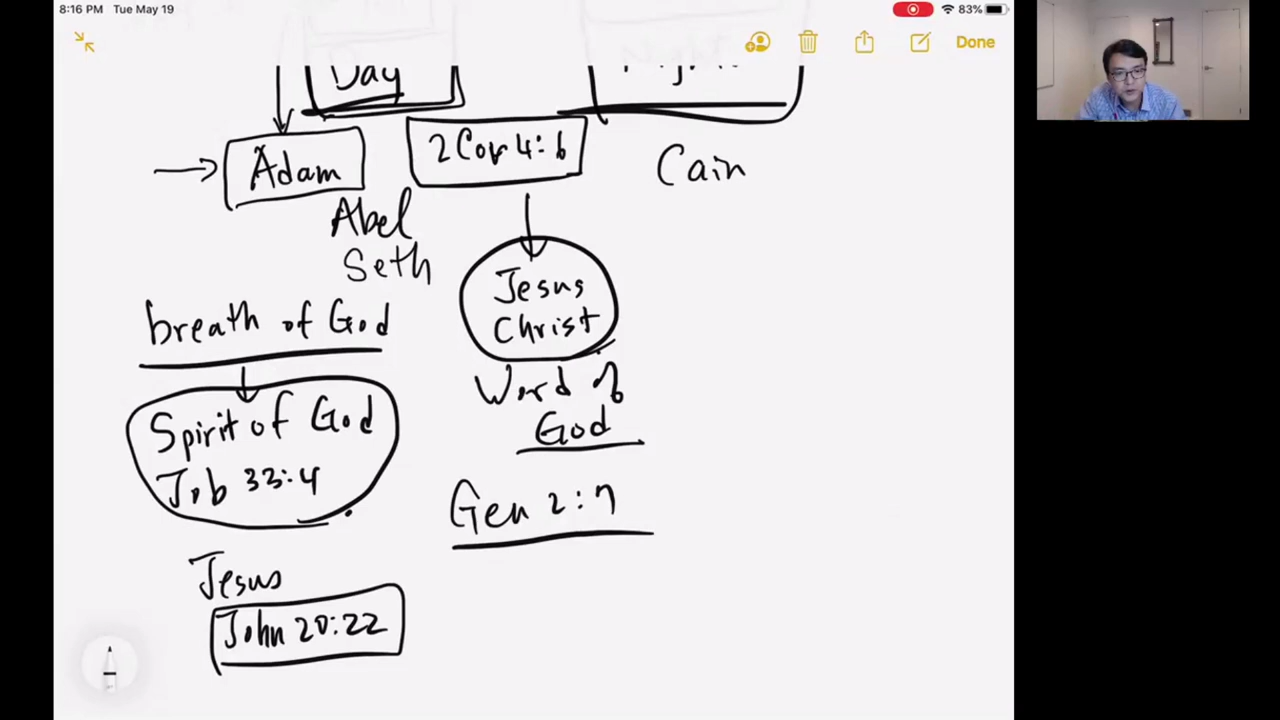 8:16 PM Tue May 19
83%
Done
Day
2 Cor 4:6
Adam
Cain
Abel
Seth
Jesus
Christ
breath of God
Word of
God
Spirit of God
Job 33:4
Gen 2:7
Jesus
John 20:22